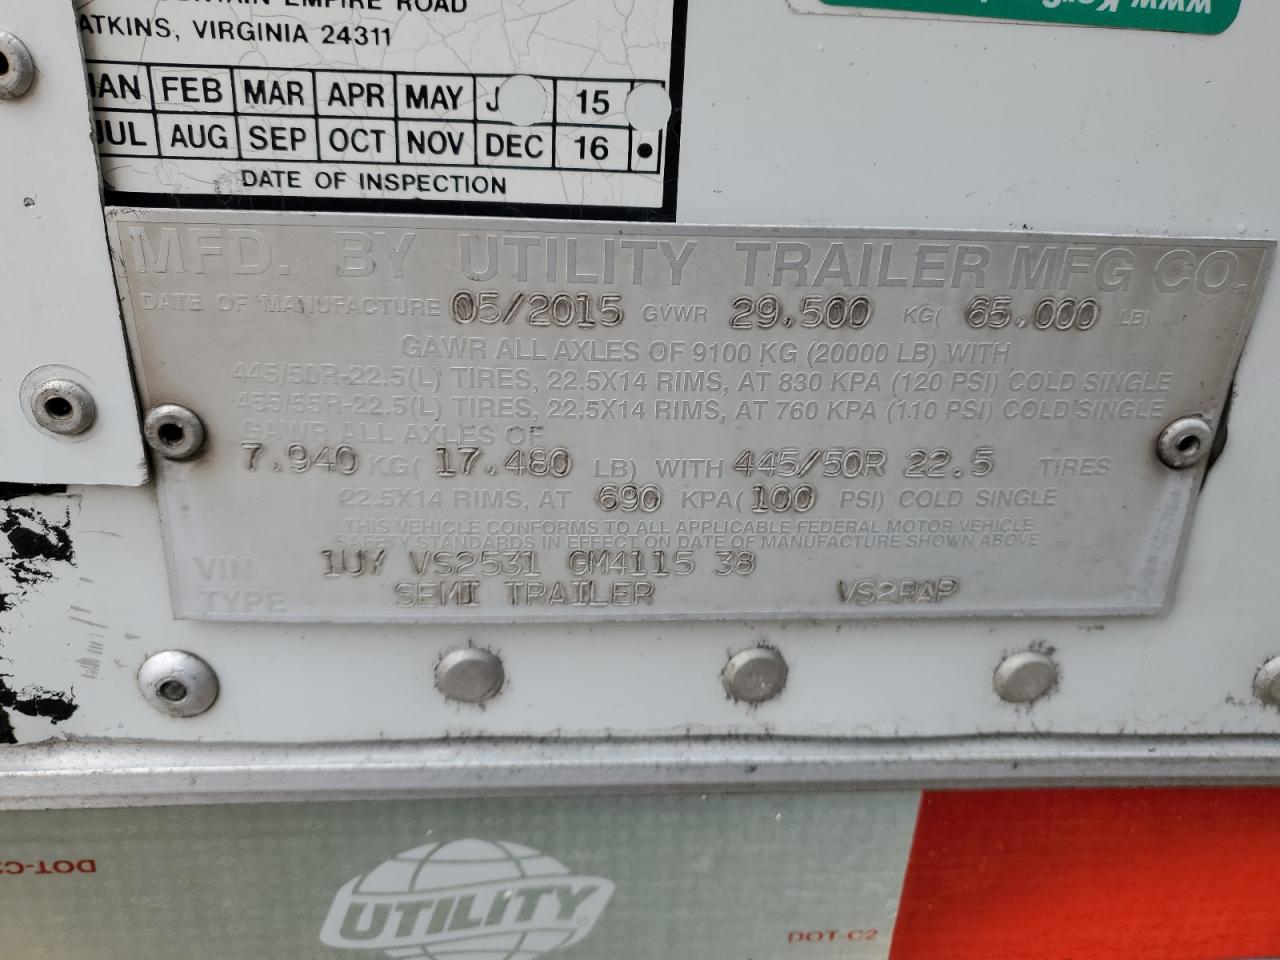 EMPIRE ROAD
ATKINS, VIRGINIA 24311
JAN FEB MAR APR MAY J 15
JUL AUG SEP OCT NOV DEC 16
DATE OF INSPECTION
MFD. BY UTILITY TRAILER MFG CO.
DATE OF MANUFACTURE 05/2015 GVWR 29,500 KG( 65,000 LB)
GAWR ALL AXLES OF 9100 KG (20000 LB) WITH
445/50R-22.5(L) TIRES, 22.5X14 RIMS, AT 830 KPA (120 PSI) COLD SINGLE
455/55R-22.5(L) TIRES, 22.5X14 RIMS, AT 760 KPA (110 PSI) COLD SINGLE
GAWR ALL AXLES OF
7,940 KG( 17,480 LB) WITH 445/50R 22.5 TIRES
22.5X14 RIMS, AT 690 KPA( 100 PSI) COLD SINGLE
THIS VEHICLE CONFORMS TO ALL APPLICABLE FEDERAL MOTOR VEHICLE
SAFETY STANDARDS IN EFFECT ON DATE OF MANUFACTURE SHOWN ABOVE
VIN 1UY VS2531 GM4115 38
TYPE SEMI TRAILER VS2RAP
UTILITY
DOT-C2
DOT-C2